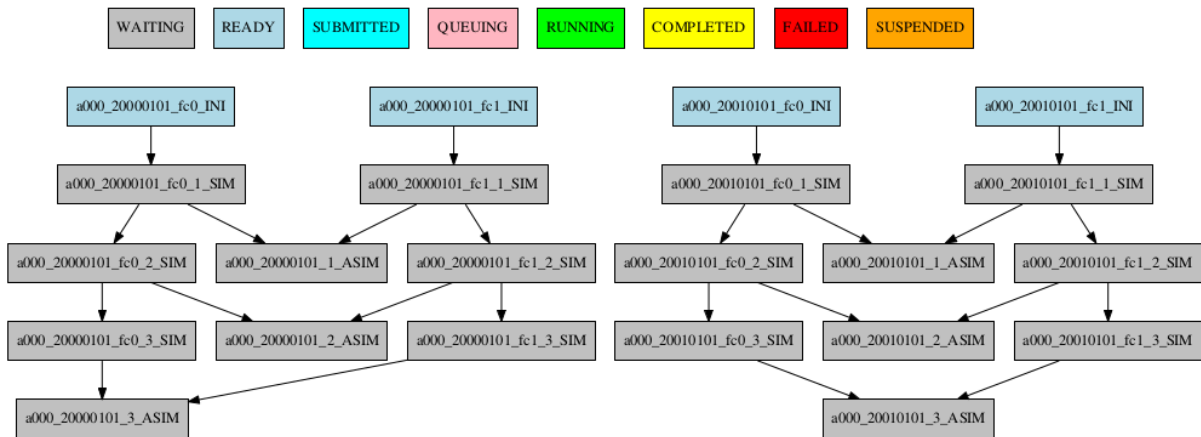 WAITING
READY
SUBMITTED
QUEUING
RUNNING
COMPLETED
FAILED
SUSPENDED
a000_20000101_fc0_INI
a000_20000101_fc1_INI
a000_20010101_fc0_INI
a000_20010101_fc1_INI
a000_20000101_fc0_1_SIM
a000_20000101_fc1_1_SIM
a000_20010101_fc0_1_SIM
a000_20010101_fc1_1_SIM
a000_20000101_fc0_2_SIM
a000_20000101_1_ASIM
a000_20000101_fc1_2_SIM
a000_20010101_fc0_2_SIM
a000_20010101_1_ASIM
a000_20010101_fc1_2_SIM
a000_20000101_fc0_3_SIM
a000_20000101_2_ASIM
a000_20000101_fc1_3_SIM
a000_20010101_fc0_3_SIM
a000_20010101_2_ASIM
a000_20010101_fc1_3_SIM
a000_20000101_3_ASIM
a000_20010101_3_ASIM